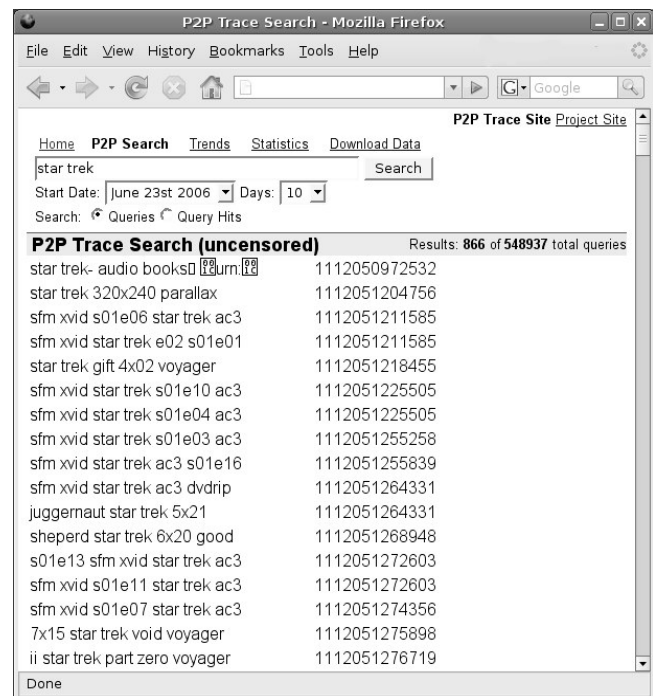 P2P Trace Search - Mozilla Firefox
File Edit View History Bookmarks Tools Help
G Google
P2P Trace Site Project Site
Home P2P Search Trends Statistics Download Data
star trek Search
Start Date: June 23st 2006 Days: 10
Search: Queries Query Hits
P2P Trace Search (uncensored) Results: 866 of 548937 total queries
star trek- audio books urn: 1112050972532
star trek 320x240 parallax 1112051204756
sfm xvid s01e06 star trek ac3 1112051211585
sfm xvid star trek e02 s01e01 1112051211585
star trek gift 4x02 voyager 1112051218455
sfm xvid star trek s01e10 ac3 1112051225505
sfm xvid star trek s01e04 ac3 1112051225505
sfm xvid star trek s01e03 ac3 1112051255258
sfm xvid star trek ac3 s01e16 1112051255839
sfm xvid star trek ac3 dvdrip 1112051264331
juggernaut star trek 5x21 1112051264331
sheperd star trek 6x20 good 1112051268948
s01e13 sfm xvid star trek ac3 1112051272603
sfm xvid s01e11 star trek ac3 1112051272603
sfm xvid s01e07 star trek ac3 1112051274356
7x15 star trek void voyager 1112051275898
ii star trek part zero voyager 1112051276719
Done